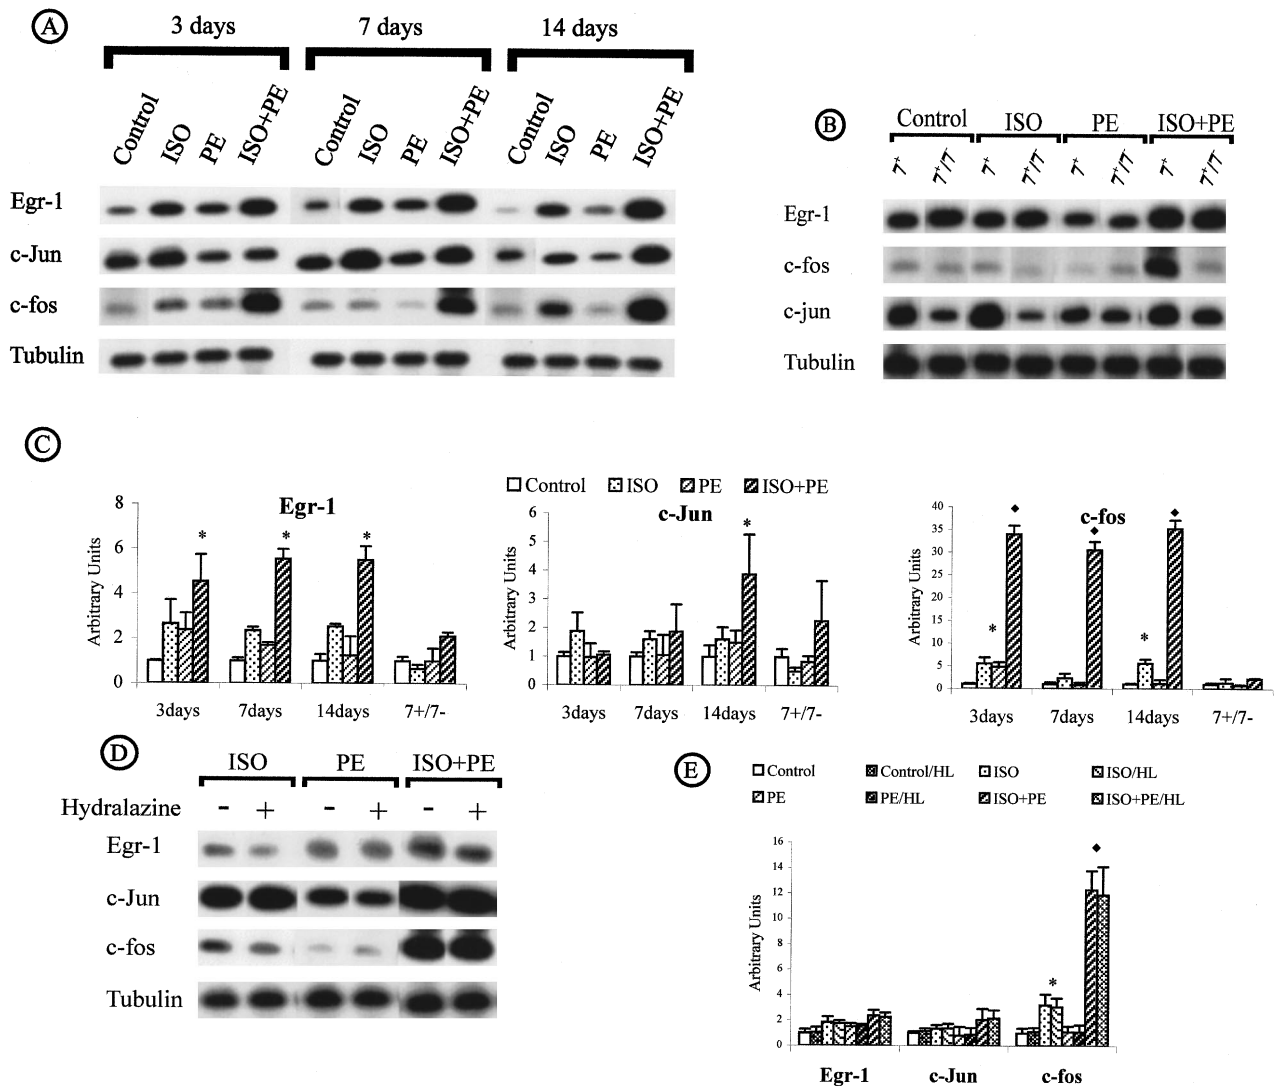 A
3 days 7 days 14 days
Control ISO PE ISO+PE Control ISO PE ISO+PE Control ISO PE ISO+PE
Egr-1
c-Jun
c-fos
Tubulin
B
Control ISO PE ISO+PE
7⁺ 7⁺/7⁻ 7⁺ 7⁺/7⁻ 7⁺ 7⁺/7⁻ 7⁺ 7⁺/7⁻
Egr-1
c-fos
c-jun
Tubulin
C
Control ISO PE ISO+PE
Egr-1
Arbitrary Units
8
6
4
2
0
* * *
3days 7days 14days 7+/7-
c-Jun
Arbitrary Units
6
5
4
3
2
1
0
*
3days 7days 14days 7+/7-
c-fos
Arbitrary Units
40
35
30
25
20
15
10
5
0
* *
3days 7days 14days 7+/7-
D
ISO PE ISO+PE
Hydralazine - + - + - +
Egr-1
c-Jun
c-fos
Tubulin
E
Control Control/HL ISO ISO/HL
PE PE/HL ISO+PE ISO+PE/HL
Arbitrary Units
16
14
12
10
8
6
4
2
0
*
Egr-1 c-Jun c-fos